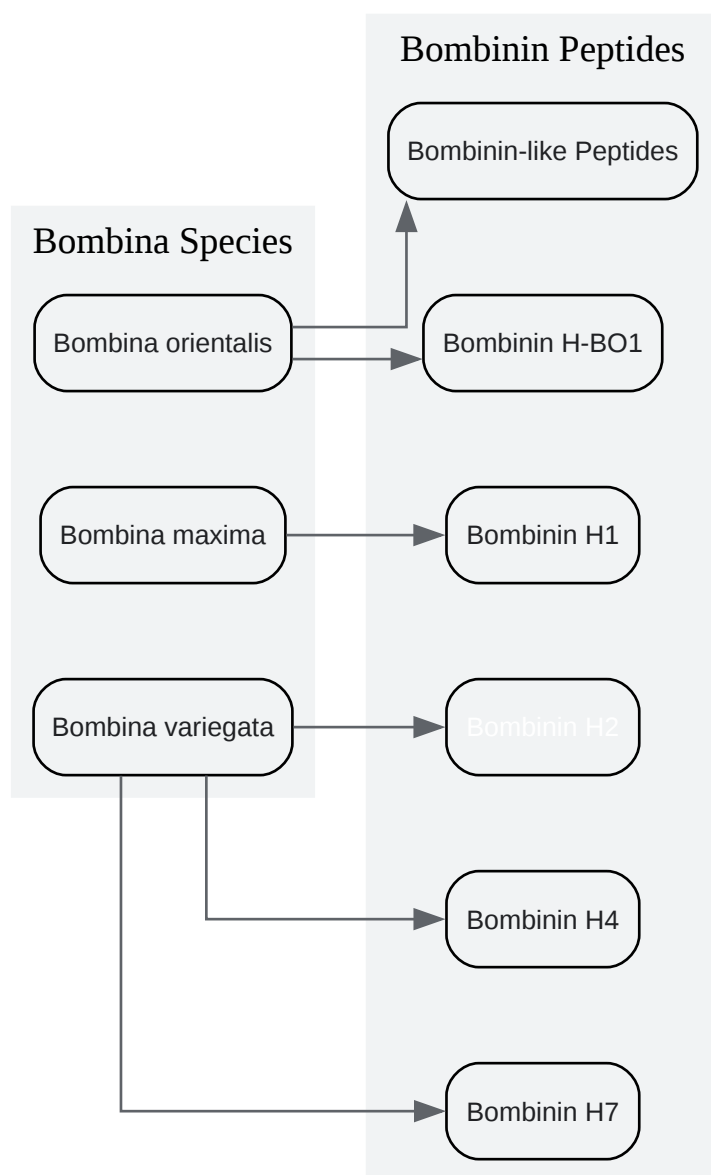 Bombinin Peptides
Bombinin-like Peptides
Bombina Species
Bombina orientalis
Bombinin H-BO1
Bombina maxima
Bombinin H1
Bombina variegata
Bombinin H2
Bombinin H4
Bombinin H7